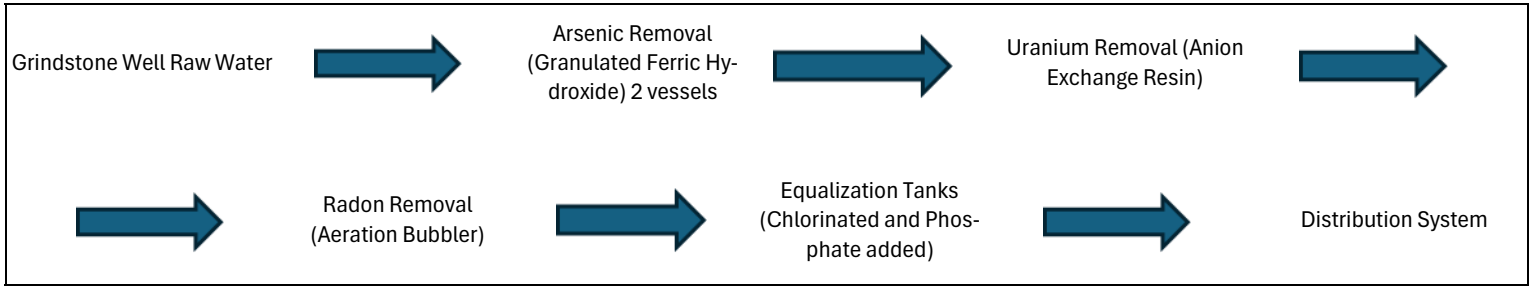 Grindstone Well Raw Water
Arsenic Removal
(Granulated Ferric Hy-
droxide) 2 vessels
Uranium Removal (Anion
Exchange Resin)
Radon Removal
(Aeration Bubbler)
Equalization Tanks
(Chlorinated and Phos-
phate added)
Distribution System